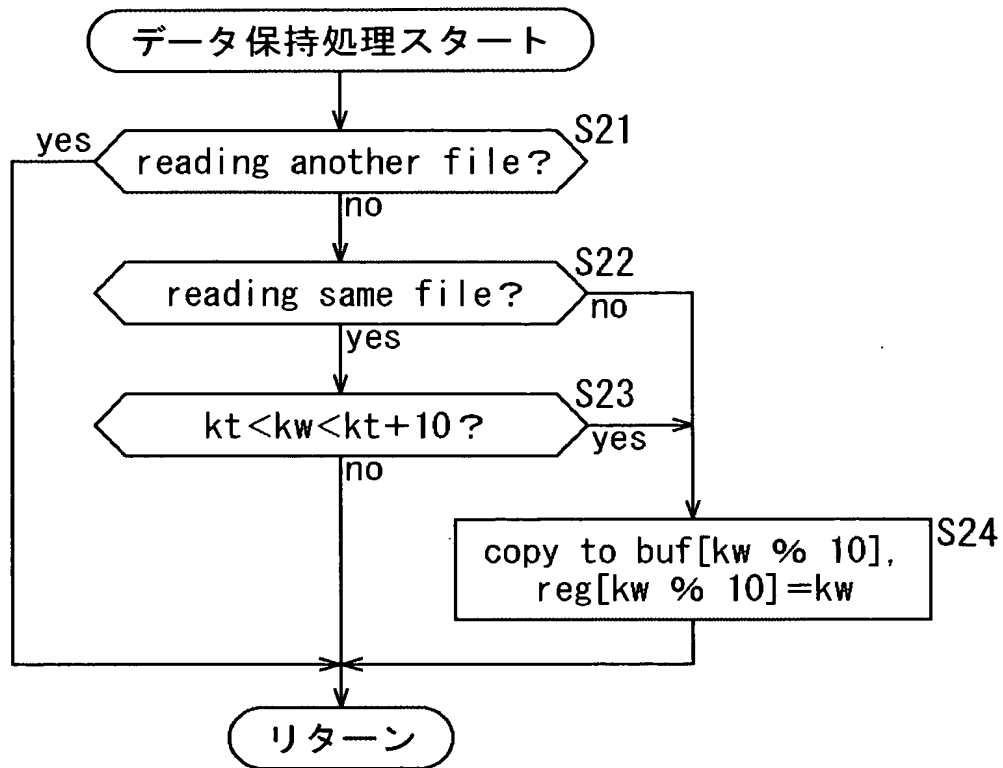 データ保持処理スタート
S21
yes
reading another file?
no
S22
reading same file?
no
yes
S23
kt<kw<kt+10?
yes
no
S24
copy to buf[kw % 10],
reg[kw % 10]=kw
リターン